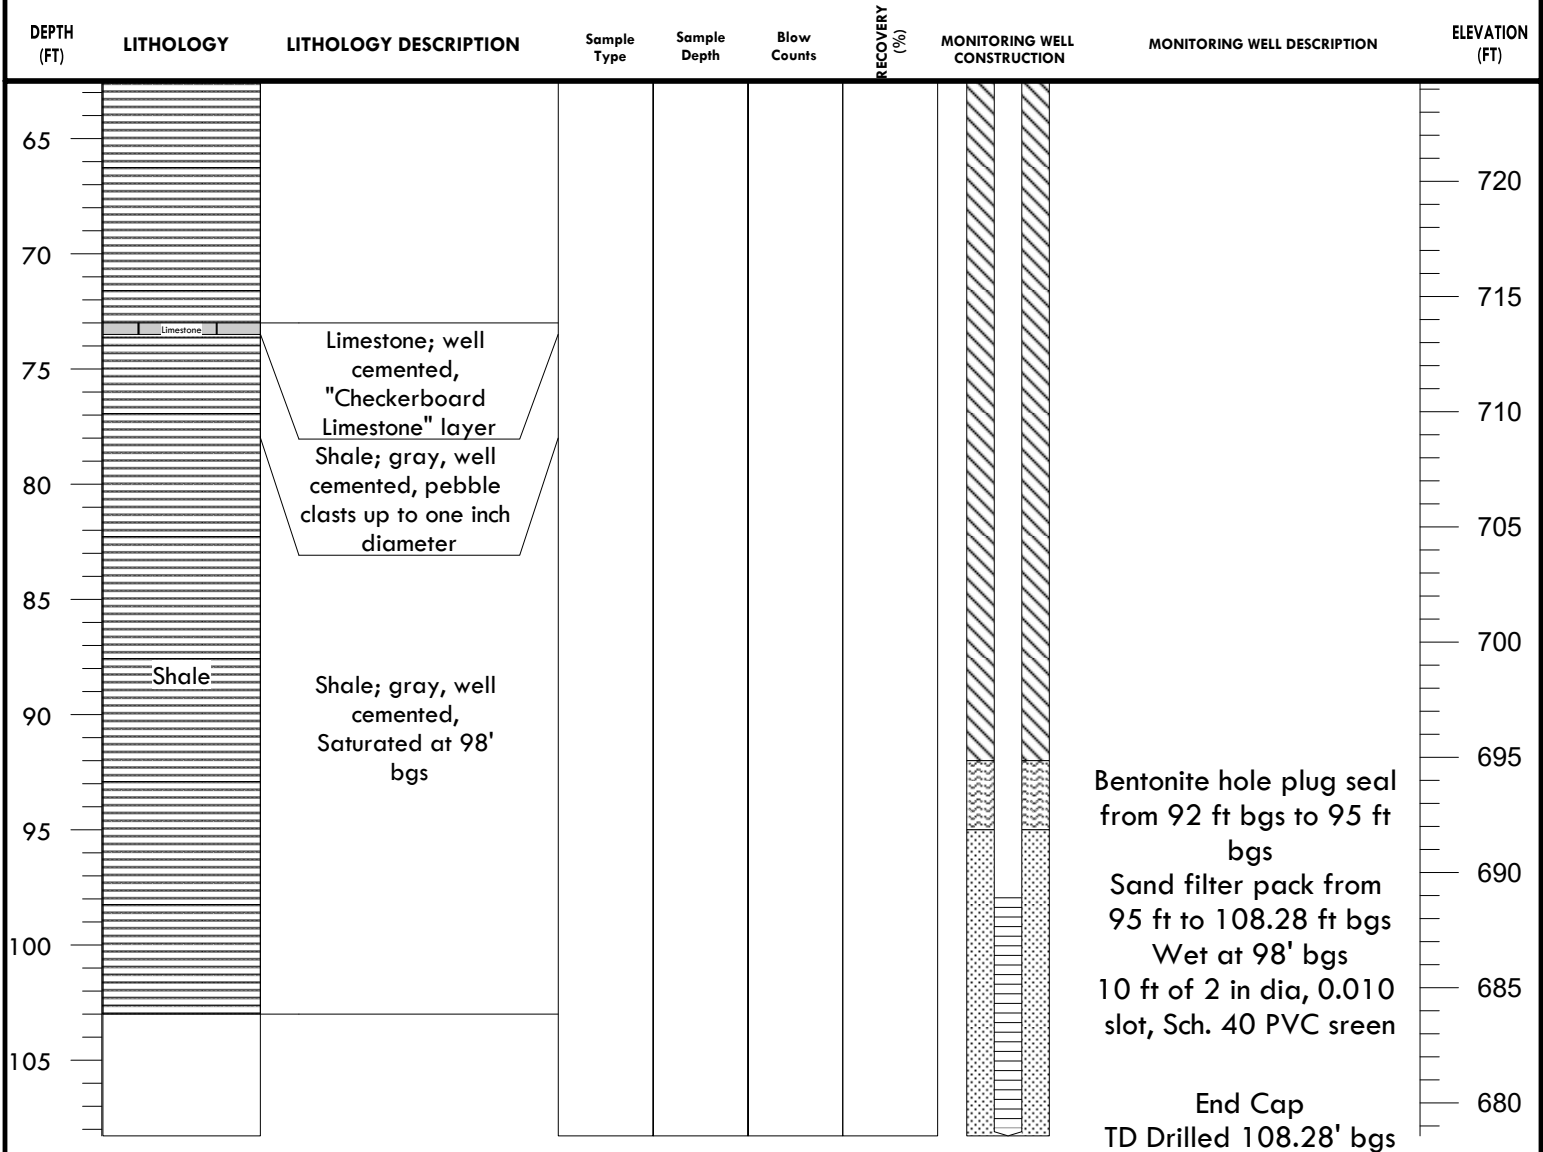 DEPTH
(FT)
LITHOLOGY
LITHOLOGY DESCRIPTION
Sample
Type
Sample
Depth
Blow
Counts
RECOVERY
(%)
MONITORING WELL
CONSTRUCTION
MONITORING WELL DESCRIPTION
ELEVATION
(FT)
65
70
75
80
85
90
95
100
105
Limestone
Shale
Limestone; well
cemented,
"Checkerboard
Limestone" layer
Shale; gray, well
cemented, pebble
clasts up to one inch
diameter
Shale; gray, well
cemented,
Saturated at 98'
bgs
Bentonite hole plug seal
from 92 ft bgs to 95 ft
bgs
Sand filter pack from
95 ft to 108.28 ft bgs
Wet at 98' bgs
10 ft of 2 in dia, 0.010
slot, Sch. 40 PVC sreen
End Cap
TD Drilled 108.28' bgs
720
715
710
705
700
695
690
685
680